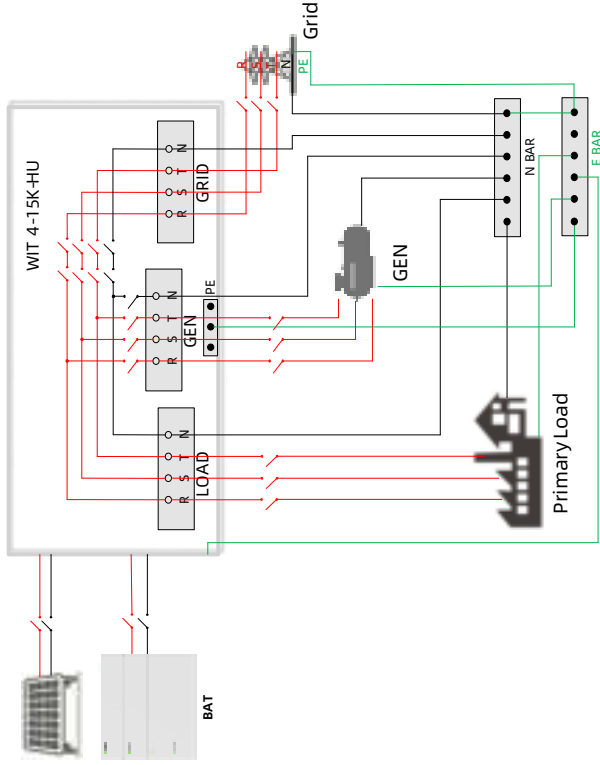 Grid
R
S
T
N
PE
WIT 4-15K-HU
N
T
S
R
GRID
N BAR
E BAR
N
T
S
R
GEN
PE
GEN
N
T
S
R
LOAD
Primary Load
BAT